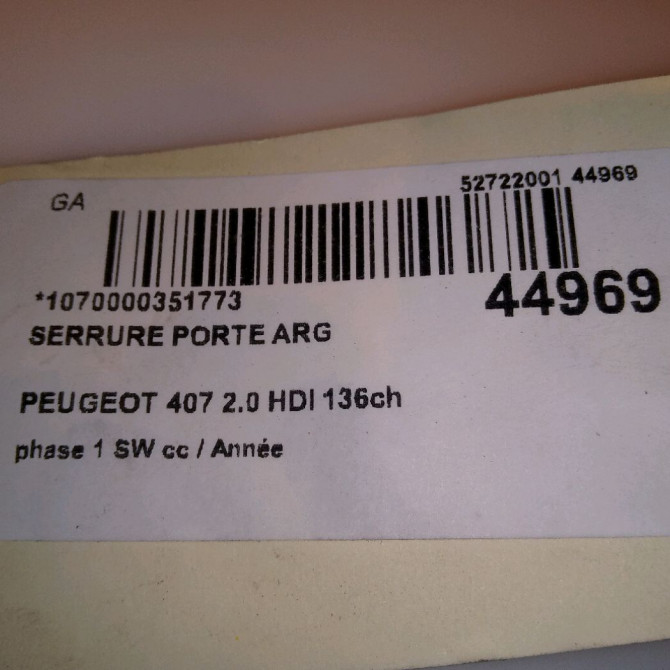 GA
52722001 44969
*1070000351773
44969
SERRURE PORTE ARG
PEUGEOT 407 2.0 HDI 136ch
phase 1 SW cc / Année